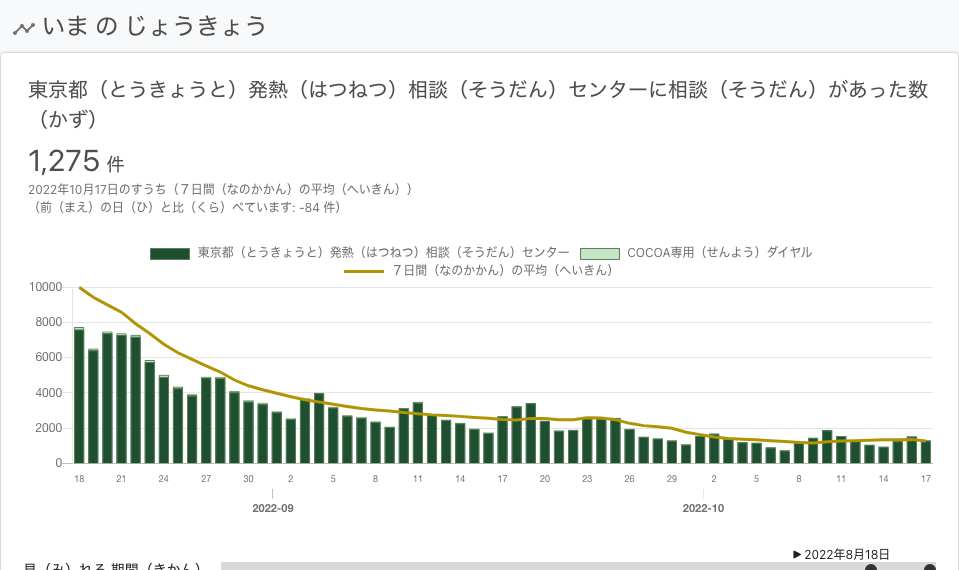 いま の じょうきょう
東京都（とうきょうと）発熱（はつねつ）相談（そうだん）センターに相談（そうだん）があった数
（かず）
1,275 件
2022年10月17日のすうち（７日間（なのかかん）の平均（へいきん））
（前（まえ）の日（ひ）と比（くら）べています: -84 件）
東京都（とうきょうと）発熱（はつねつ）相談（そうだん）センター COCOA専用（せんよう）ダイヤル
７日間（なのかかん）の平均（へいきん）
10000
8000
6000
4000
2000
0
18 21 24 27 30 2 5 8 11 14 17 20 23 26 29 2 5 8 11 14 17
2022-09 2022-10
▶2022年8月18日
見（み）れる 期間（きかん）